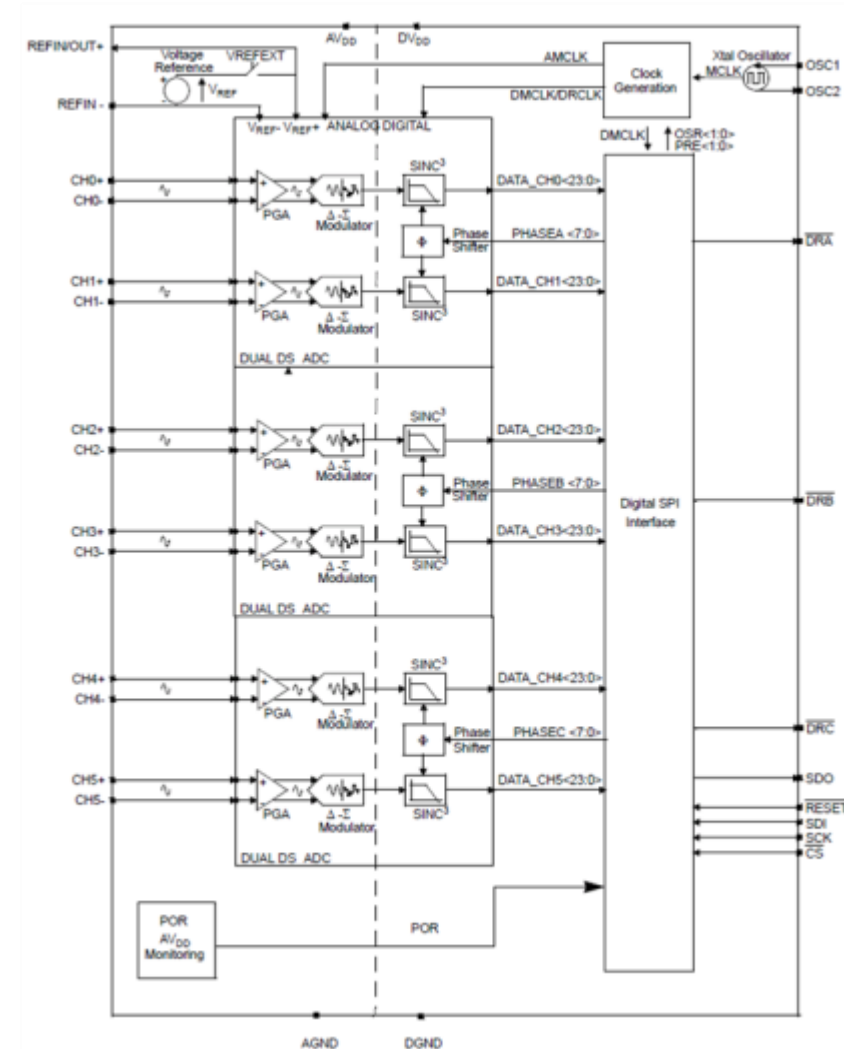 AVDD DVDD
REFIN/OUT+
Voltage Reference
VREFEXT
VREF
REFIN -
VREF- VREF+ ANALOG DIGITAL
AMCLK
DMCLK/DRCLK
Clock Generation
Xtal Oscillator
MCLK
OSC1
OSC2
DMCLK
OSR<1:0>
PRE<1:0>
CH0+
CH0-
PGA
Δ -Σ
Modulator
SINC3
DATA_CH0<23:0>
Φ
Phase Shifter
PHASEA <7:0>
DRA
CH1+
CH1-
PGA
Δ -Σ
Modulator
SINC3
DATA_CH1<23:0>
DUAL DS ADC
CH2+
CH2-
PGA
Δ -Σ
Modulator
SINC3
DATA_CH2<23:0>
Φ
Phase Shifter
PHASEB <7:0>
Digital SPI
Interface
DRB
CH3+
CH3-
PGA
Δ -Σ
Modulator
SINC3
DATA_CH3<23:0>
DUAL DS ADC
CH4+
CH4-
PGA
Δ -Σ
Modulator
SINC3
DATA_CH4<23:0>
Φ
Phase Shifter
PHASEC <7:0>
DRC
CH5+
CH5-
PGA
Δ -Σ
Modulator
SINC3
DATA_CH5<23:0>
SDO
RESET
SDI
SCK
CS
DUAL DS ADC
POR
AVDD
Monitoring
POR
AGND DGND